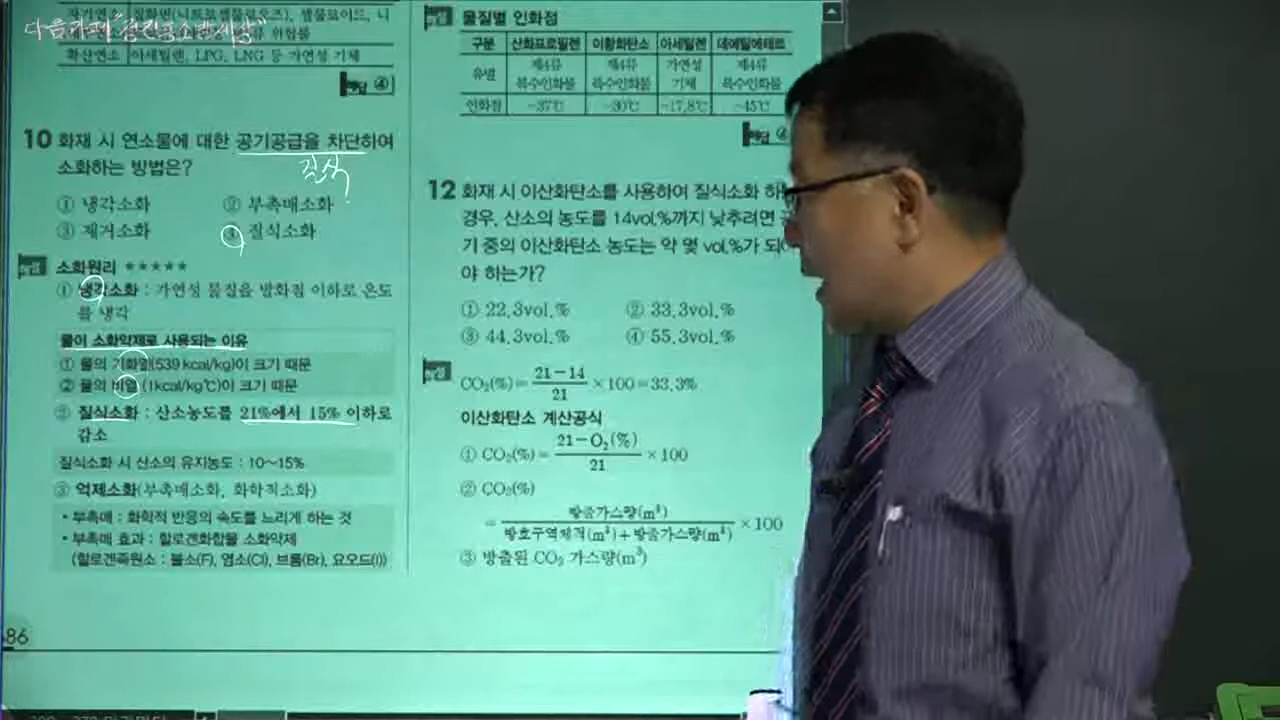 확산연소 아세틸렌, LPG, LNG 등 가연성 기체
해답 ④
10 화재 시 연소물에 대한 공기공급을 차단하여
소화하는 방법은?
질식
① 냉각소화 ② 부촉매소화
③ 제거소화 ④ 질식소화
해설 소화원리 ★★★★★
① 냉각소화 : 가연성 물질을 발화점 이하로 온도
를 냉각
물이 소화약제로 사용되는 이유
① 물의 기화열(539 kcal/kg)이 크기 때문
② 물의 비열 (1kcal/kg℃)이 크기 때문
② 질식소화 : 산소농도를 21%에서 15% 이하로
감소
질식소화 시 산소의 유지농도 : 10~15%
③ 억제소화(부촉매소화, 화학적소화)
• 부촉매 : 화학적 반응의 속도를 느리게 하는 것
• 부촉매 효과 : 할로겐화합물 소화약제
(할로겐족원소 : 불소(F), 염소(Cl), 브롬(Br), 요오드(I))
86
해설 물질별 인화점
구분 산화프로필렌 이황화탄소 아세틸렌 디에틸에테르
유별 제4류 특수인화물 제4류 특수인화물 가연성 기체 제4류 특수인화물
인화점 -37℃ -30℃ -17.8℃ -45℃
해답 ④
12 화재 시 이산화탄소를 사용하여 질식소화 하
경우, 산소의 농도를 14vol.%까지 낮추려면
기 중의 이산화탄소 농도는 약 몇 vol.%가 되어
야 하는가?
① 22.3vol.% ② 33.3vol.%
③ 44.3vol.% ④ 55.3vol.%
해설 CO₂(%)= 21-14 / 21 ×100=33.3%
이산화탄소 계산공식
① CO₂(%)= 21-O₂(%) / 21 ×100
② CO₂(%)
= 방출가스량(m³) / 방호구역체적(m³)+방출가스량(m³) ×100
③ 방출된 CO₂ 가스량(m³)